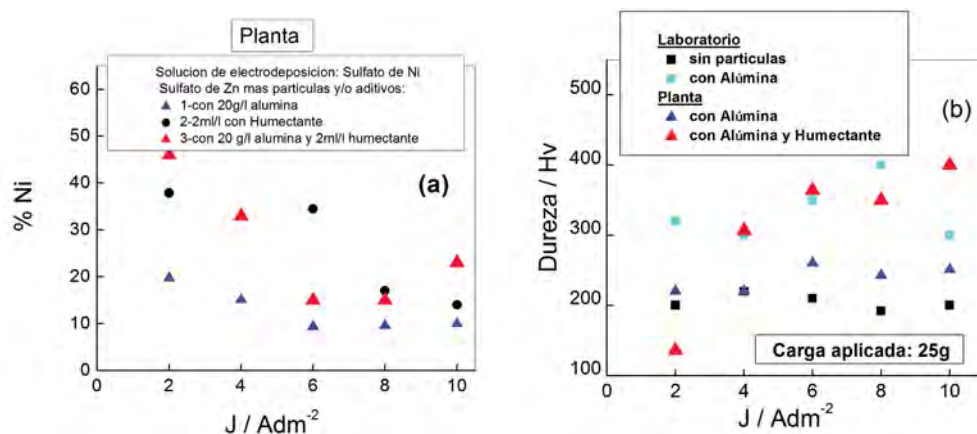 Planta
Solucion de electrodeposición: Sulfato de Ni
Sulfato de Zn mas particulas y/o aditivos:
1-con 20g/l alumina
2-2ml/l con Humectante
3-con 20 g/l alumina y 2ml/l humectante
(a)
% Ni
60
50
40
30
20
10
0
0 2 4 6 8 10
J / Adm-2
Laboratorio
sin particulas
con Alúmina
Planta
con Alúmina
con Alúmina y Humectante
(b)
Dureza / Hv
500
400
300
200
100
Carga aplicada: 25g
0 2 4 6 8 10
J / Adm-2